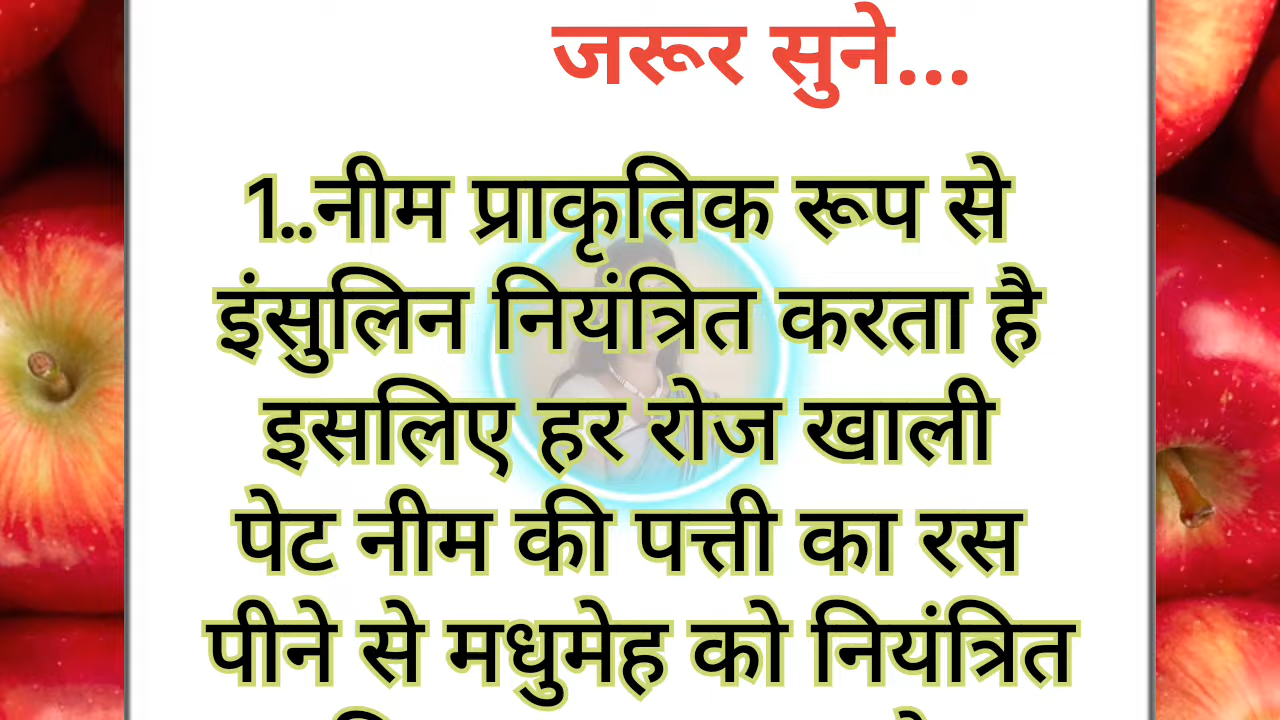 जरूर सुने...
1..नीम प्राकृतिक रूप से
इंसुलिन नियंत्रित करता है
इसलिए हर रोज खाली
पेट नीम की पत्ती का रस
पीने से मधुमेह को नियंत्रित